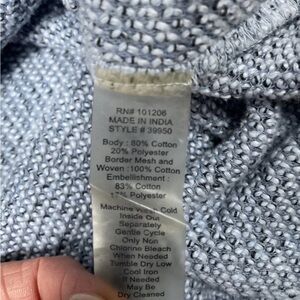 RN# 101206
MADE IN INDIA
STYLE # 39950
Body : 80% Cotton
20% Polyester
Border Mesh and
Woven :100% Cotton
Embellishment :
83% Cotton
17% Polyester
Machine Wash Cold
Inside Out
Separately
Gentle Cycle
Only Non
Chlorine Bleach
When Needed
Tumble Dry Low
Cool Iron
If Needed
May Be
Dry Cleaned